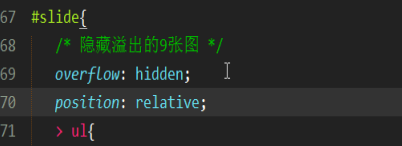 67 #slide{
68 /* 隐藏溢出的9张图 */
69 overflow: hidden;
70 position: relative;
71 > ul{